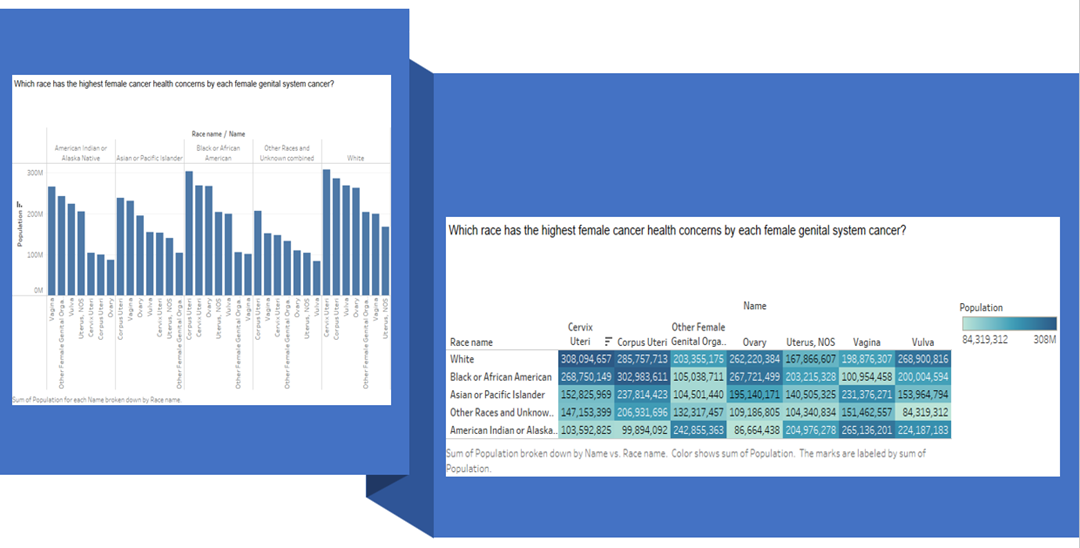 Which race has the highest female cancer health concerns by each female genital system cancer?
Race name / Name
American Indian or
Alaska Native
Asian or Pacific Islander
Black or African
American
Other Races and
Unknown combined
White
Population
300M
200M
100M
0M
Vagina
Other Female Genital Orga..
Vulva
Uterus, NOS
Cervix Uteri
Corpus Uteri
Ovary
Corpus Uteri
Vagina
Ovary
Vulva
Cervix Uteri
Uterus, NOS
Other Female Genital Orga..
Corpus Uteri
Cervix Uteri
Ovary
Uterus, NOS
Vulva
Other Female Genital Orga..
Vagina
Corpus Uteri
Vagina
Cervix Uteri
Other Female Genital Orga..
Ovary
Uterus, NOS
Vulva
Cervix Uteri
Corpus Uteri
Vulva
Ovary
Other Female Genital Orga..
Vagina
Uterus, NOS
Sum of Population for each Name broken down by Race name.
Which race has the highest female cancer health concerns by each female genital system cancer?
Name
Race name
Cervix
Uteri
Corpus Uteri
Other Female
Genital Orga..
Ovary
Uterus, NOS
Vagina
Vulva
White 308,094,657 285,757,713 203,355,175 262,220,384 167,866,607 198,876,307 268,900,816
Black or African American 268,750,149 302,983,611 105,038,711 267,721,499 203,215,328 100,954,458 200,004,594
Asian or Pacific Islander 152,825,969 237,814,423 104,501,440 195,140,171 140,505,325 231,376,271 153,964,794
Other Races and Unknow.. 147,153,399 206,931,696 132,317,457 109,186,805 104,340,834 151,462,557 84,319,312
American Indian or Alaska.. 103,592,825 99,894,092 242,855,363 86,664,438 204,976,278 265,136,201 224,187,183
Sum of Population broken down by Name vs. Race name. Color shows sum of Population. The marks are labeled by sum of
Population.
Population
84,319,312 308M